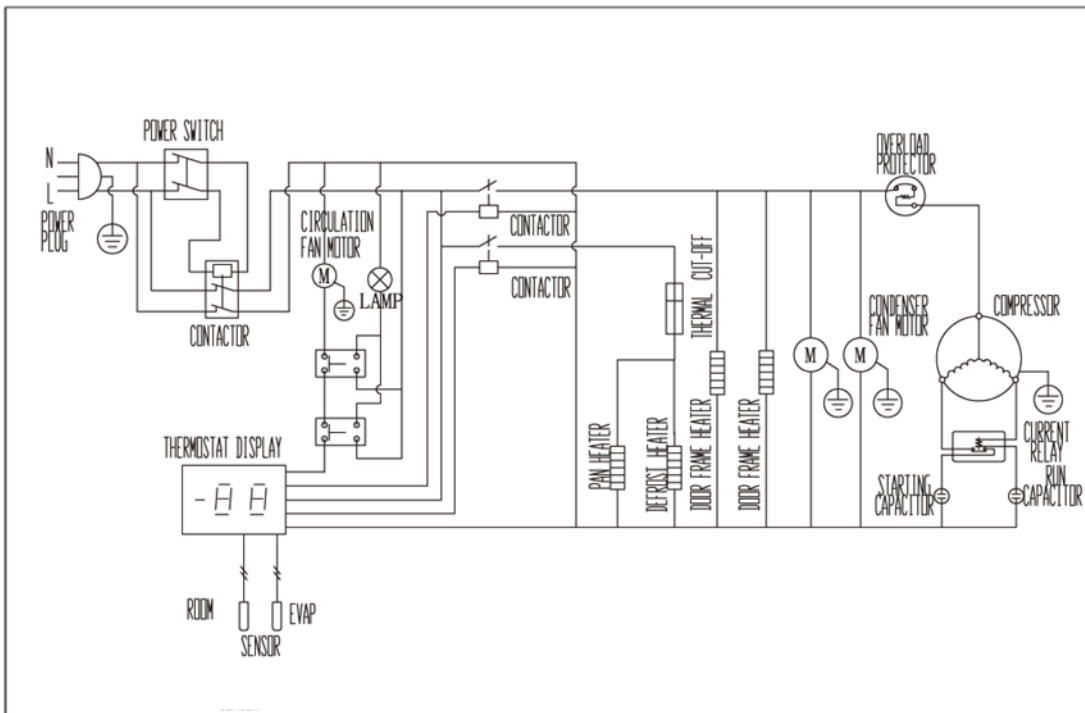 POWER SWITCH
N
L
POWER
PLUG
CONTACTOR
CIRCULATION
FAN MOTOR
M
LAMP
CONTACTOR
CONTACTOR
THERMAL CUT-OFF
OVERLOAD
PROTECTOR
M
M
CONDENSER
FAN MOTOR
COMPRESSOR
CURRENT
RELAY
STARTING
CAPACITOR
RUN
CAPACITOR
PAN HEATER
DEFROST HEATER
DOOR FRAME HEATER
DOOR FRAME HEATER
THERMOSTAT DISPLAY
-88
ROOM
EVAP
SENSOR